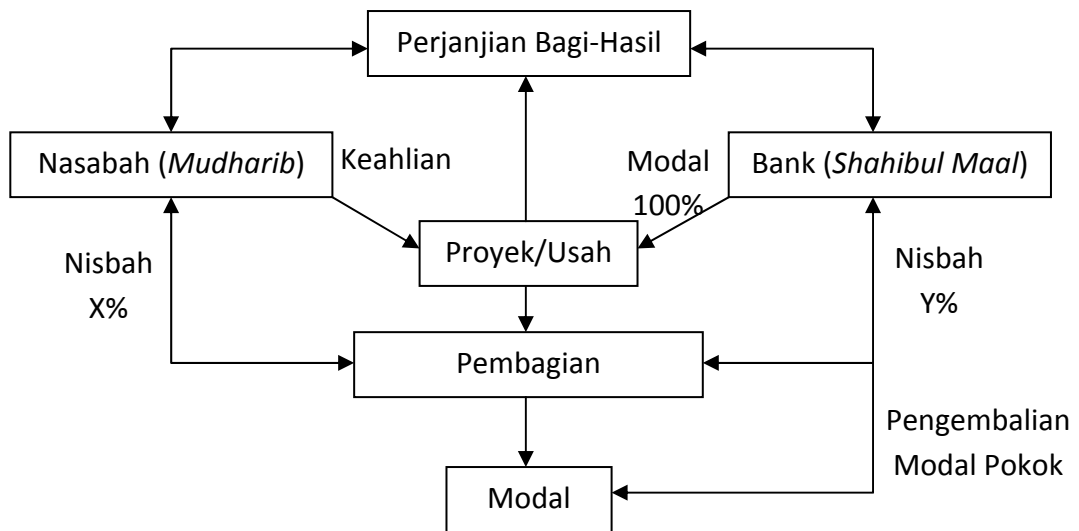 Perjanjian Bagi-Hasil
Nasabah (Mudharib)
Keahlian
Modal
100%
Bank (Shahibul Maal)
Proyek/Usah
Nisbah
X%
Nisbah
Y%
Pembagian
Pengembalian
Modal Pokok
Modal